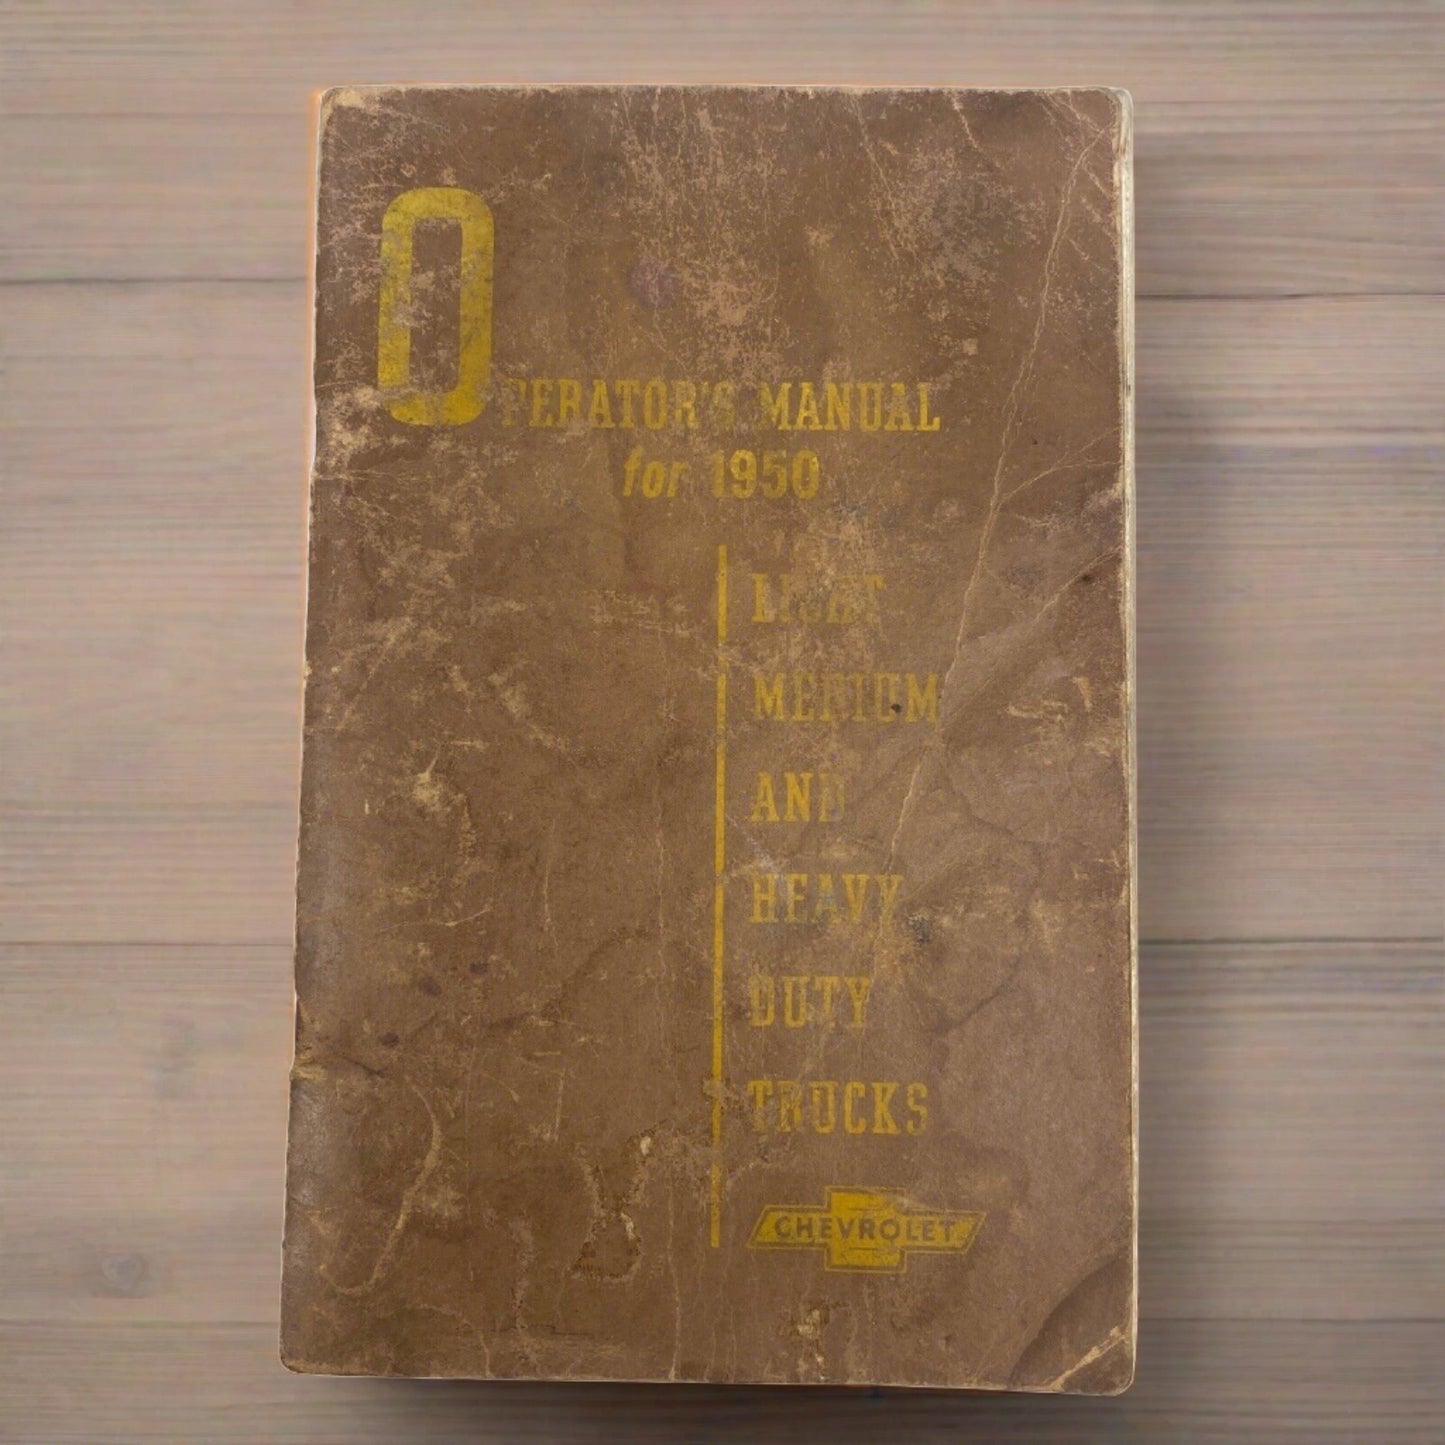 OPERATOR'S MANUAL
for 1950
LIGHT
MEDIUM
AND
HEAVY
DUTY
TRUCKS
CHEVROLET